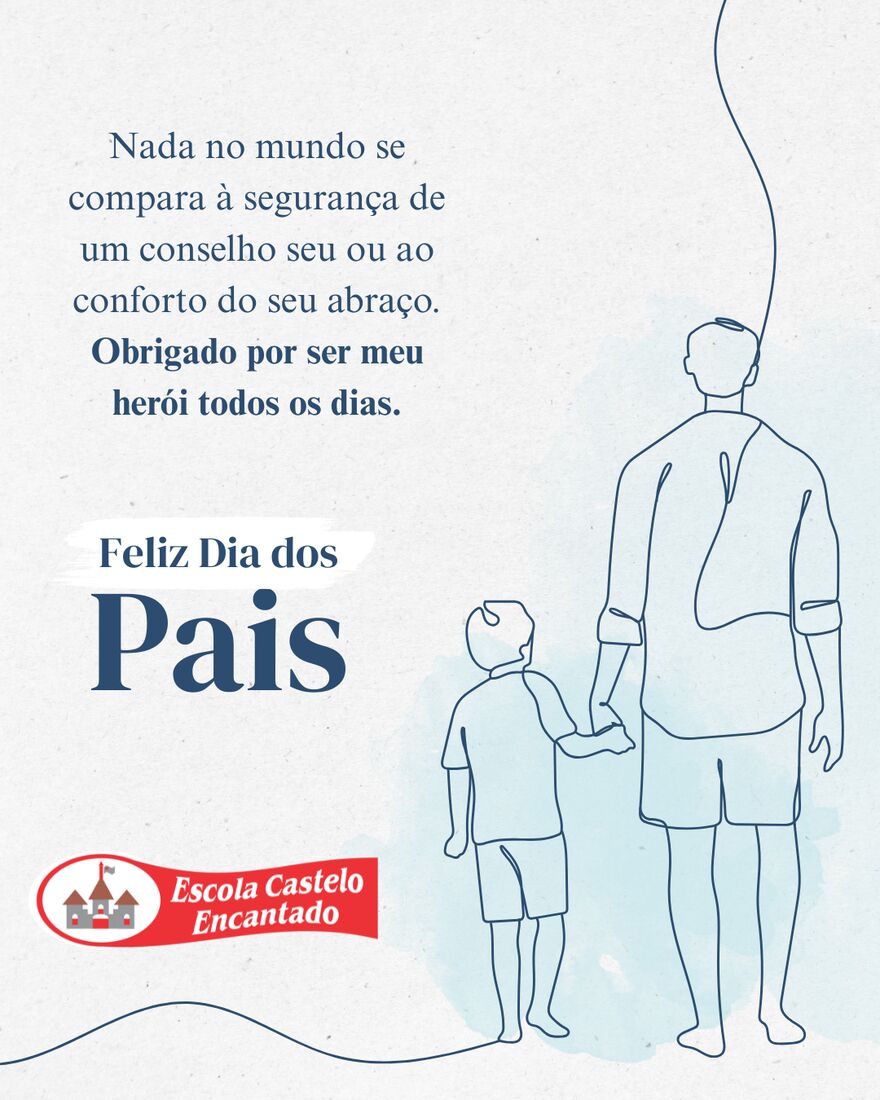 Nada no mundo se
compara à segurança de
um conselho seu ou ao
conforto do seu abraço.
Obrigado por ser meu
herói todos os dias.
Feliz Dia dos
Pais
Escola Castelo
Encantado